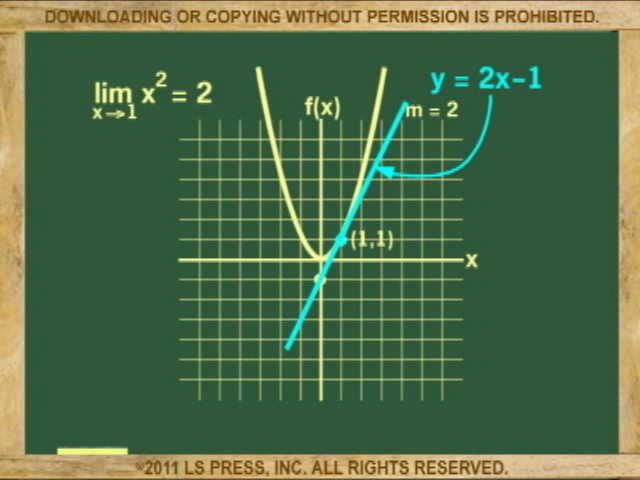 DOWNLOADING OR COPYING WITHOUT PERMISSION IS PROHIBITED.
lim x² = 2
x→1
f(x)
y = 2x-1
m = 2
(1,1)
x
©2011 LS PRESS, INC. ALL RIGHTS RESERVED.